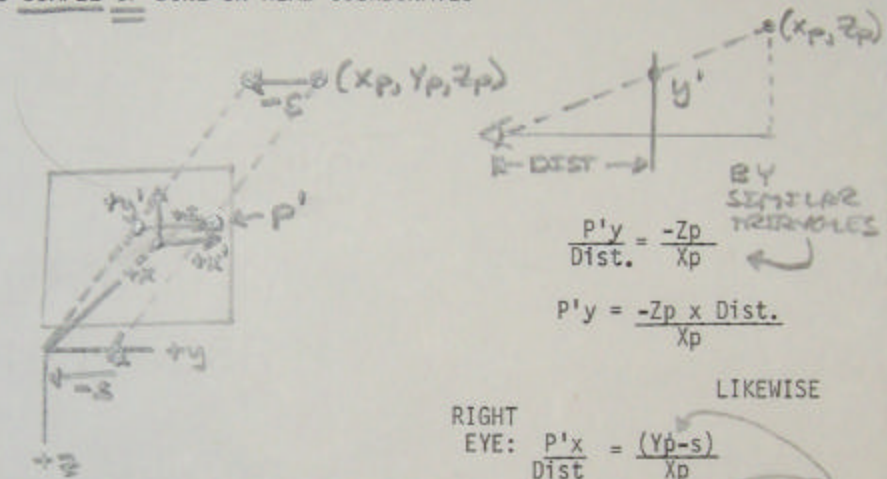 (Xp, Yp, Zp)
-S
P'
+y
-S
+z
(Xp, Zp)
y'
DIST
BY
SIMILAR
TRIANGLES
P'y = -Zp
Dist. Xp
P'y = -Zp x Dist.
Xp
LIKEWISE
RIGHT
EYE: P'x = (Yp-s)
Dist Xp